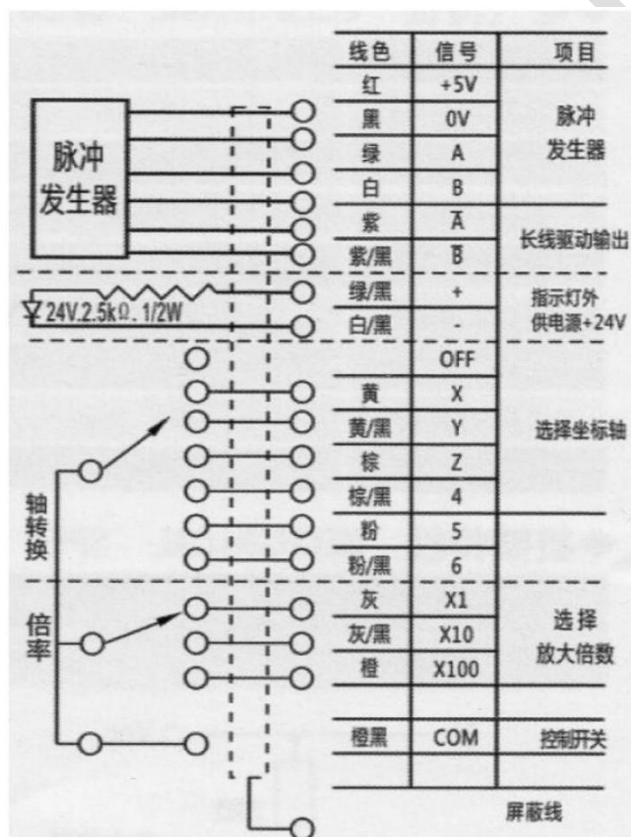 线色 信号 项目
红 +5V
黑 0V 脉冲
绿 A 发生器
白 B
紫 A̅
紫/黑 B̅ 长线驱动输出
绿/黑 + 指示灯外
白/黑 - 供电源+24V
OFF
黄 X
黄/黑 Y 选择坐标轴
棕 Z
棕/黑 4
粉 5
粉/黑 6
灰 X1 选择
灰/黑 X10 放大倍数
橙 X100
橙黑 COM 控制开关
屏蔽线
脉冲
发生器
24V.2.5kΩ.1/2W
轴转换
倍率